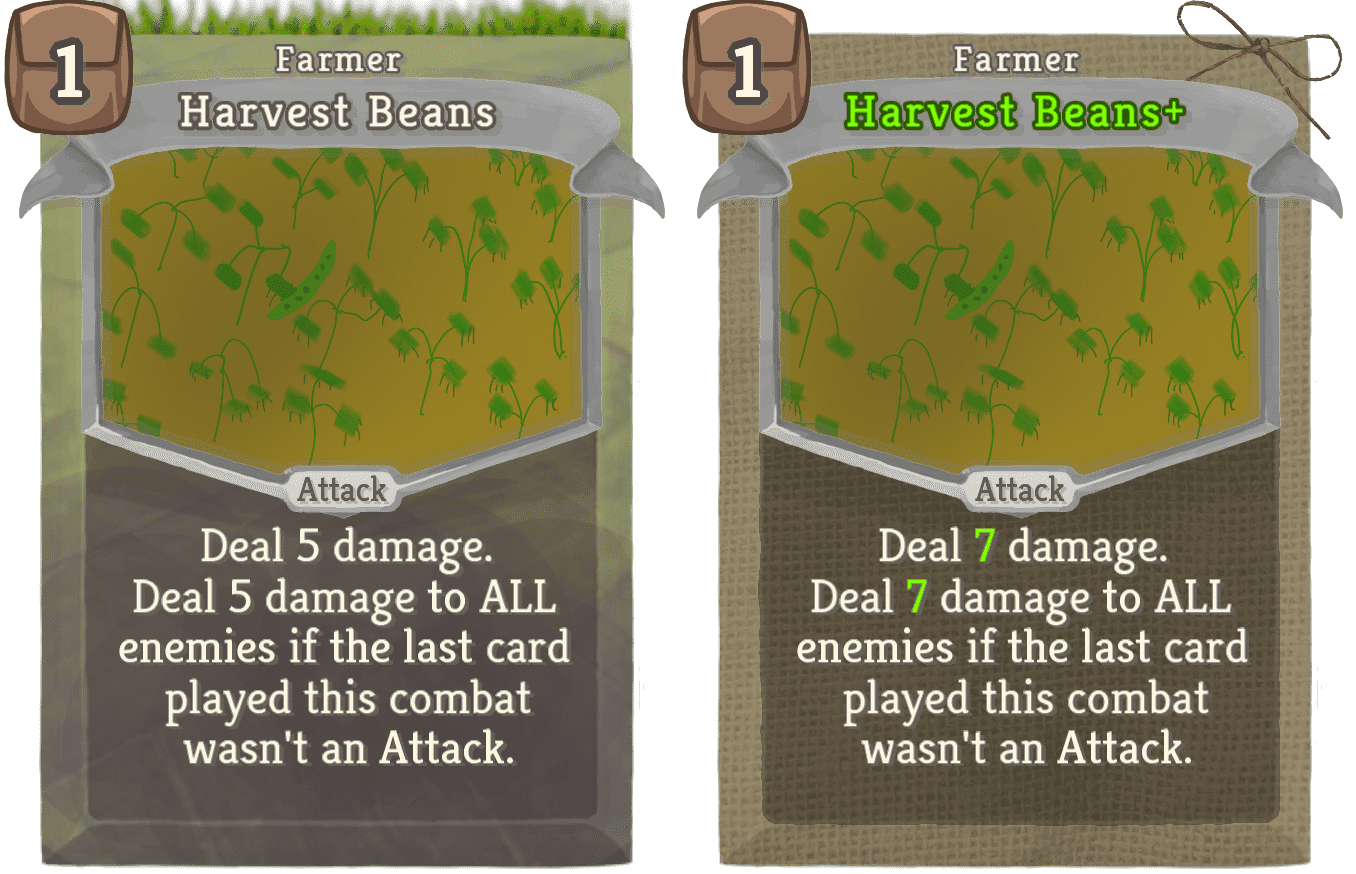 1
Farmer
Harvest Beans
Attack
Deal 5 damage.
Deal 5 damage to ALL
enemies if the last card
played this combat
wasn't an Attack.
1
Farmer
Harvest Beans+
Attack
Deal 7 damage.
Deal 7 damage to ALL
enemies if the last card
played this combat
wasn't an Attack.